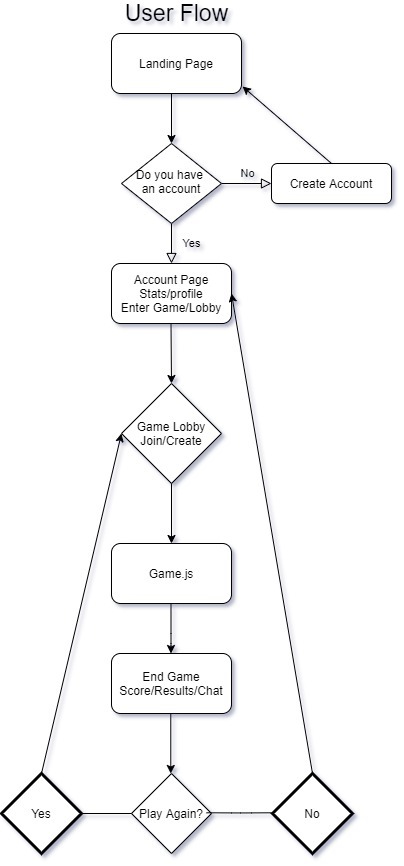 User Flow
Landing Page
Do you have
an account
No
Create Account
Yes
Account Page
Stats/profile
Enter Game/Lobby
Game Lobby
Join/Create
Game.js
End Game
Score/Results/Chat
Yes
Play Again?
No